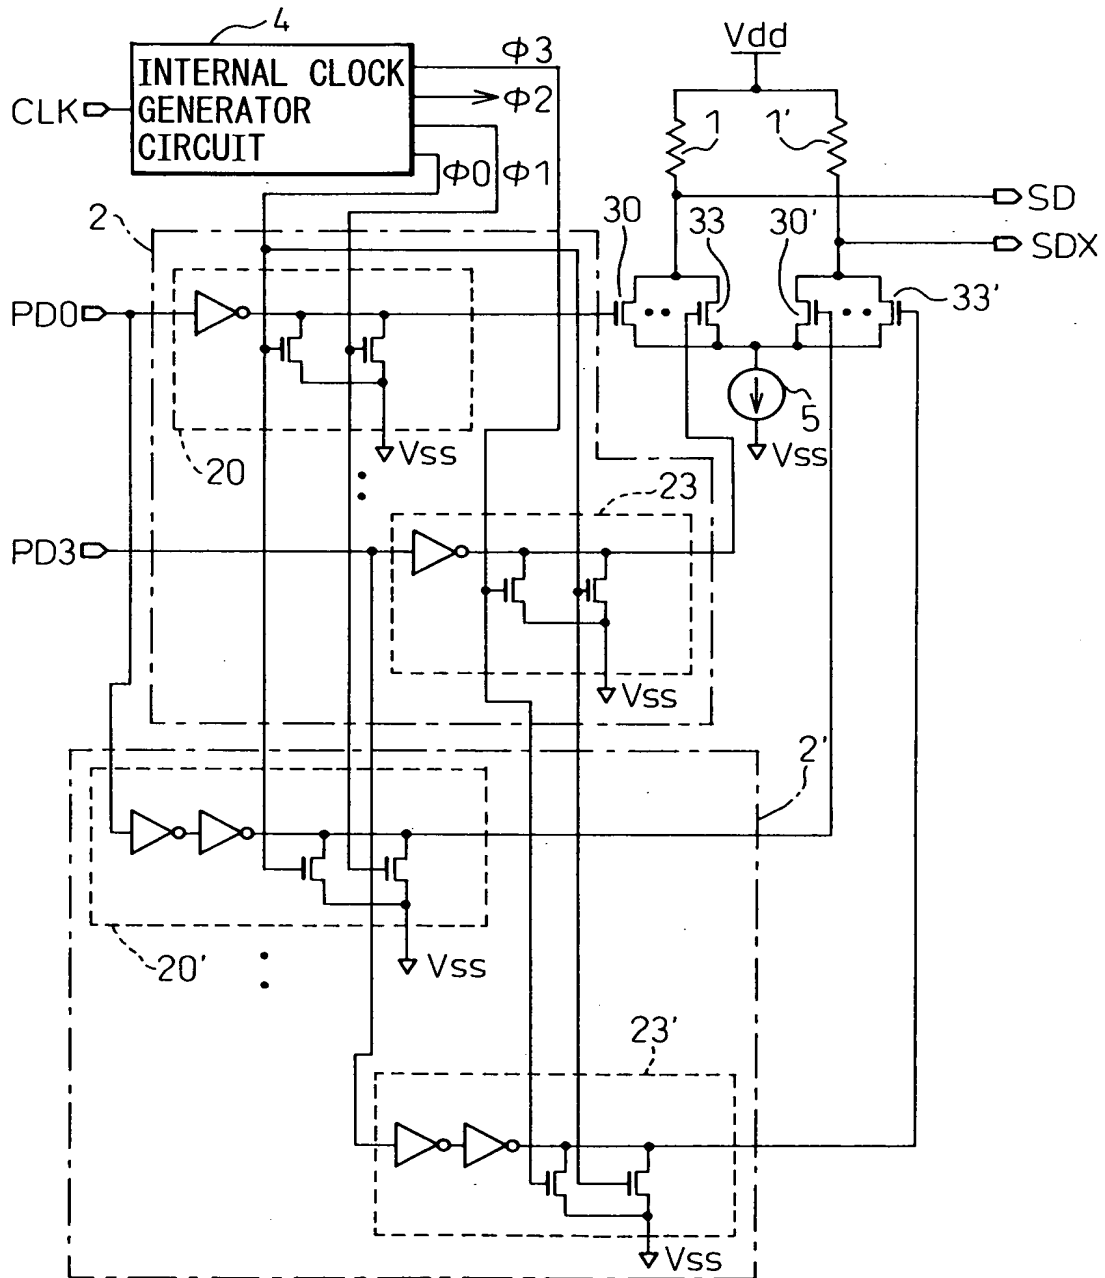 4
Vdd
INTERNAL CLOCK
GENERATOR
CIRCUIT
CLK
ϕ3
ϕ2
ϕ0
ϕ1
1
1'
SD
SDX
2
30
33
30'
33'
PD0
5
Vss
Vss
20
23
PD3
Vss
2'
20'
Vss
23'
Vss